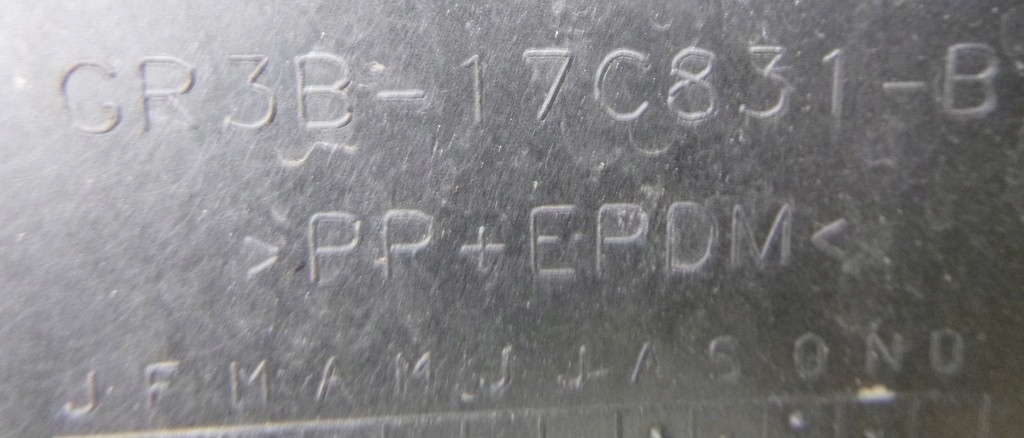 GR3B-17C831-B
>PP+EPDM<
J F M A M J J A S O N D